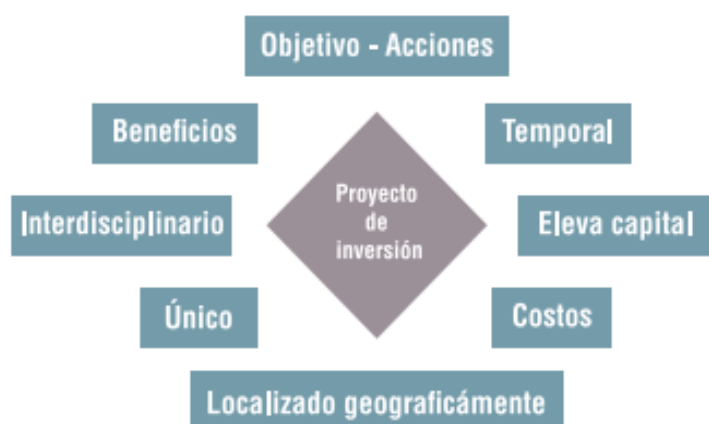 Objetivo - Acciones
Beneficios
Temporal
Proyecto
de
inversión
Interdisciplinario
Eleva capital
Único
Costos
Localizado geograficámente